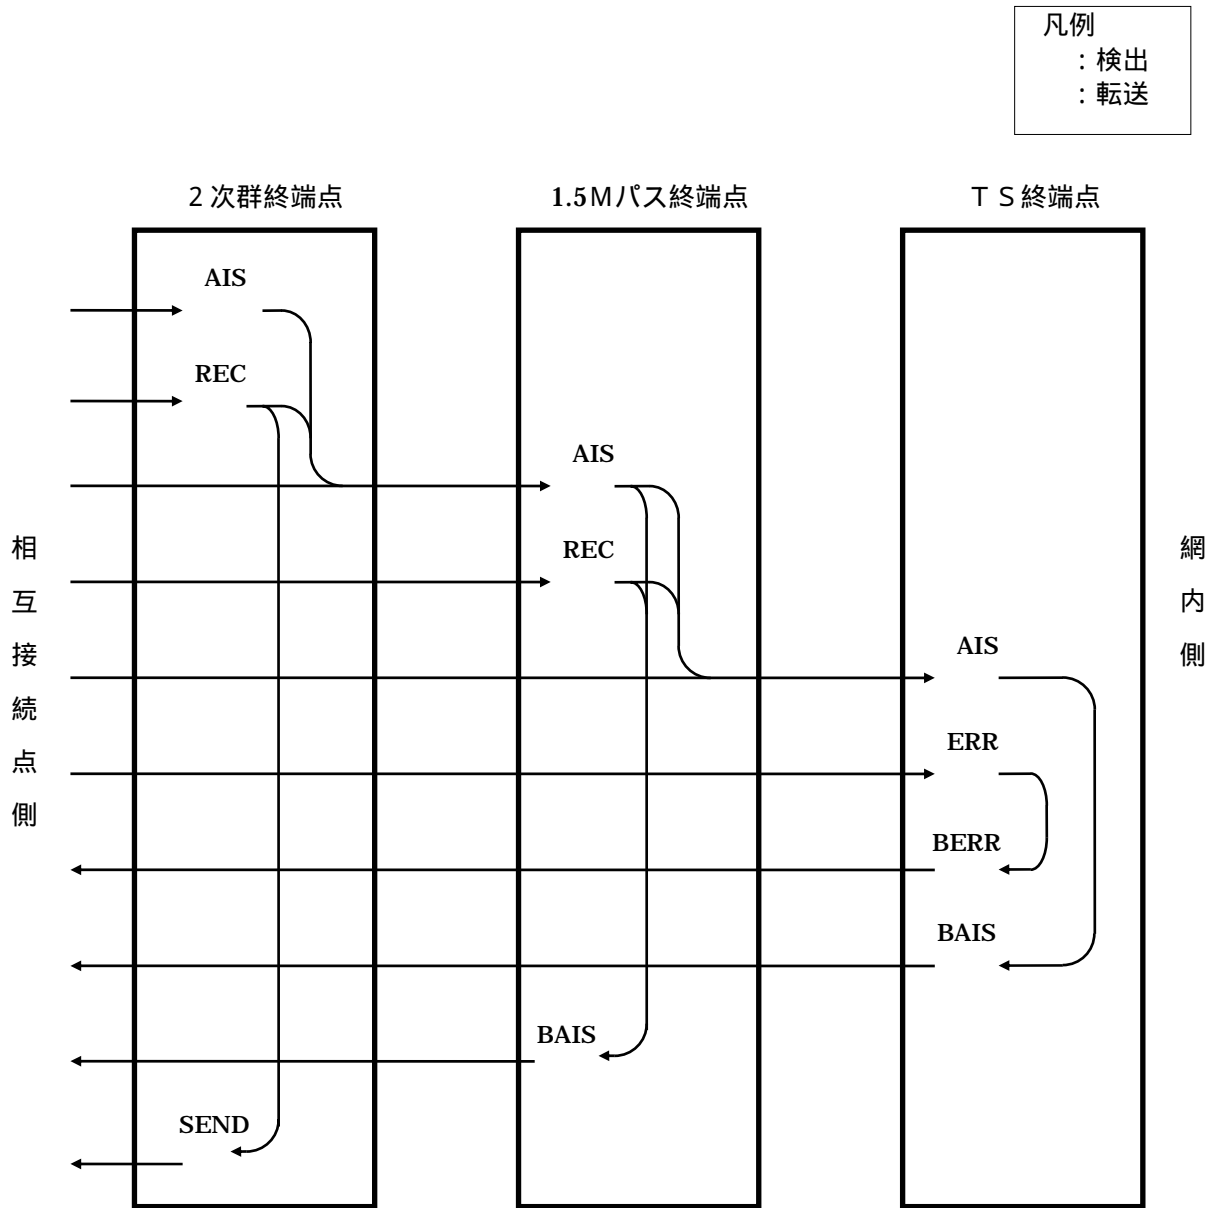 凡例
：検出
：転送
２次群終端点
1.5Mパス終端点
ＴＳ終端点
AIS
REC
AIS
REC
相互接続点側
網内側
AIS
ERR
BERR
BAIS
BAIS
SEND